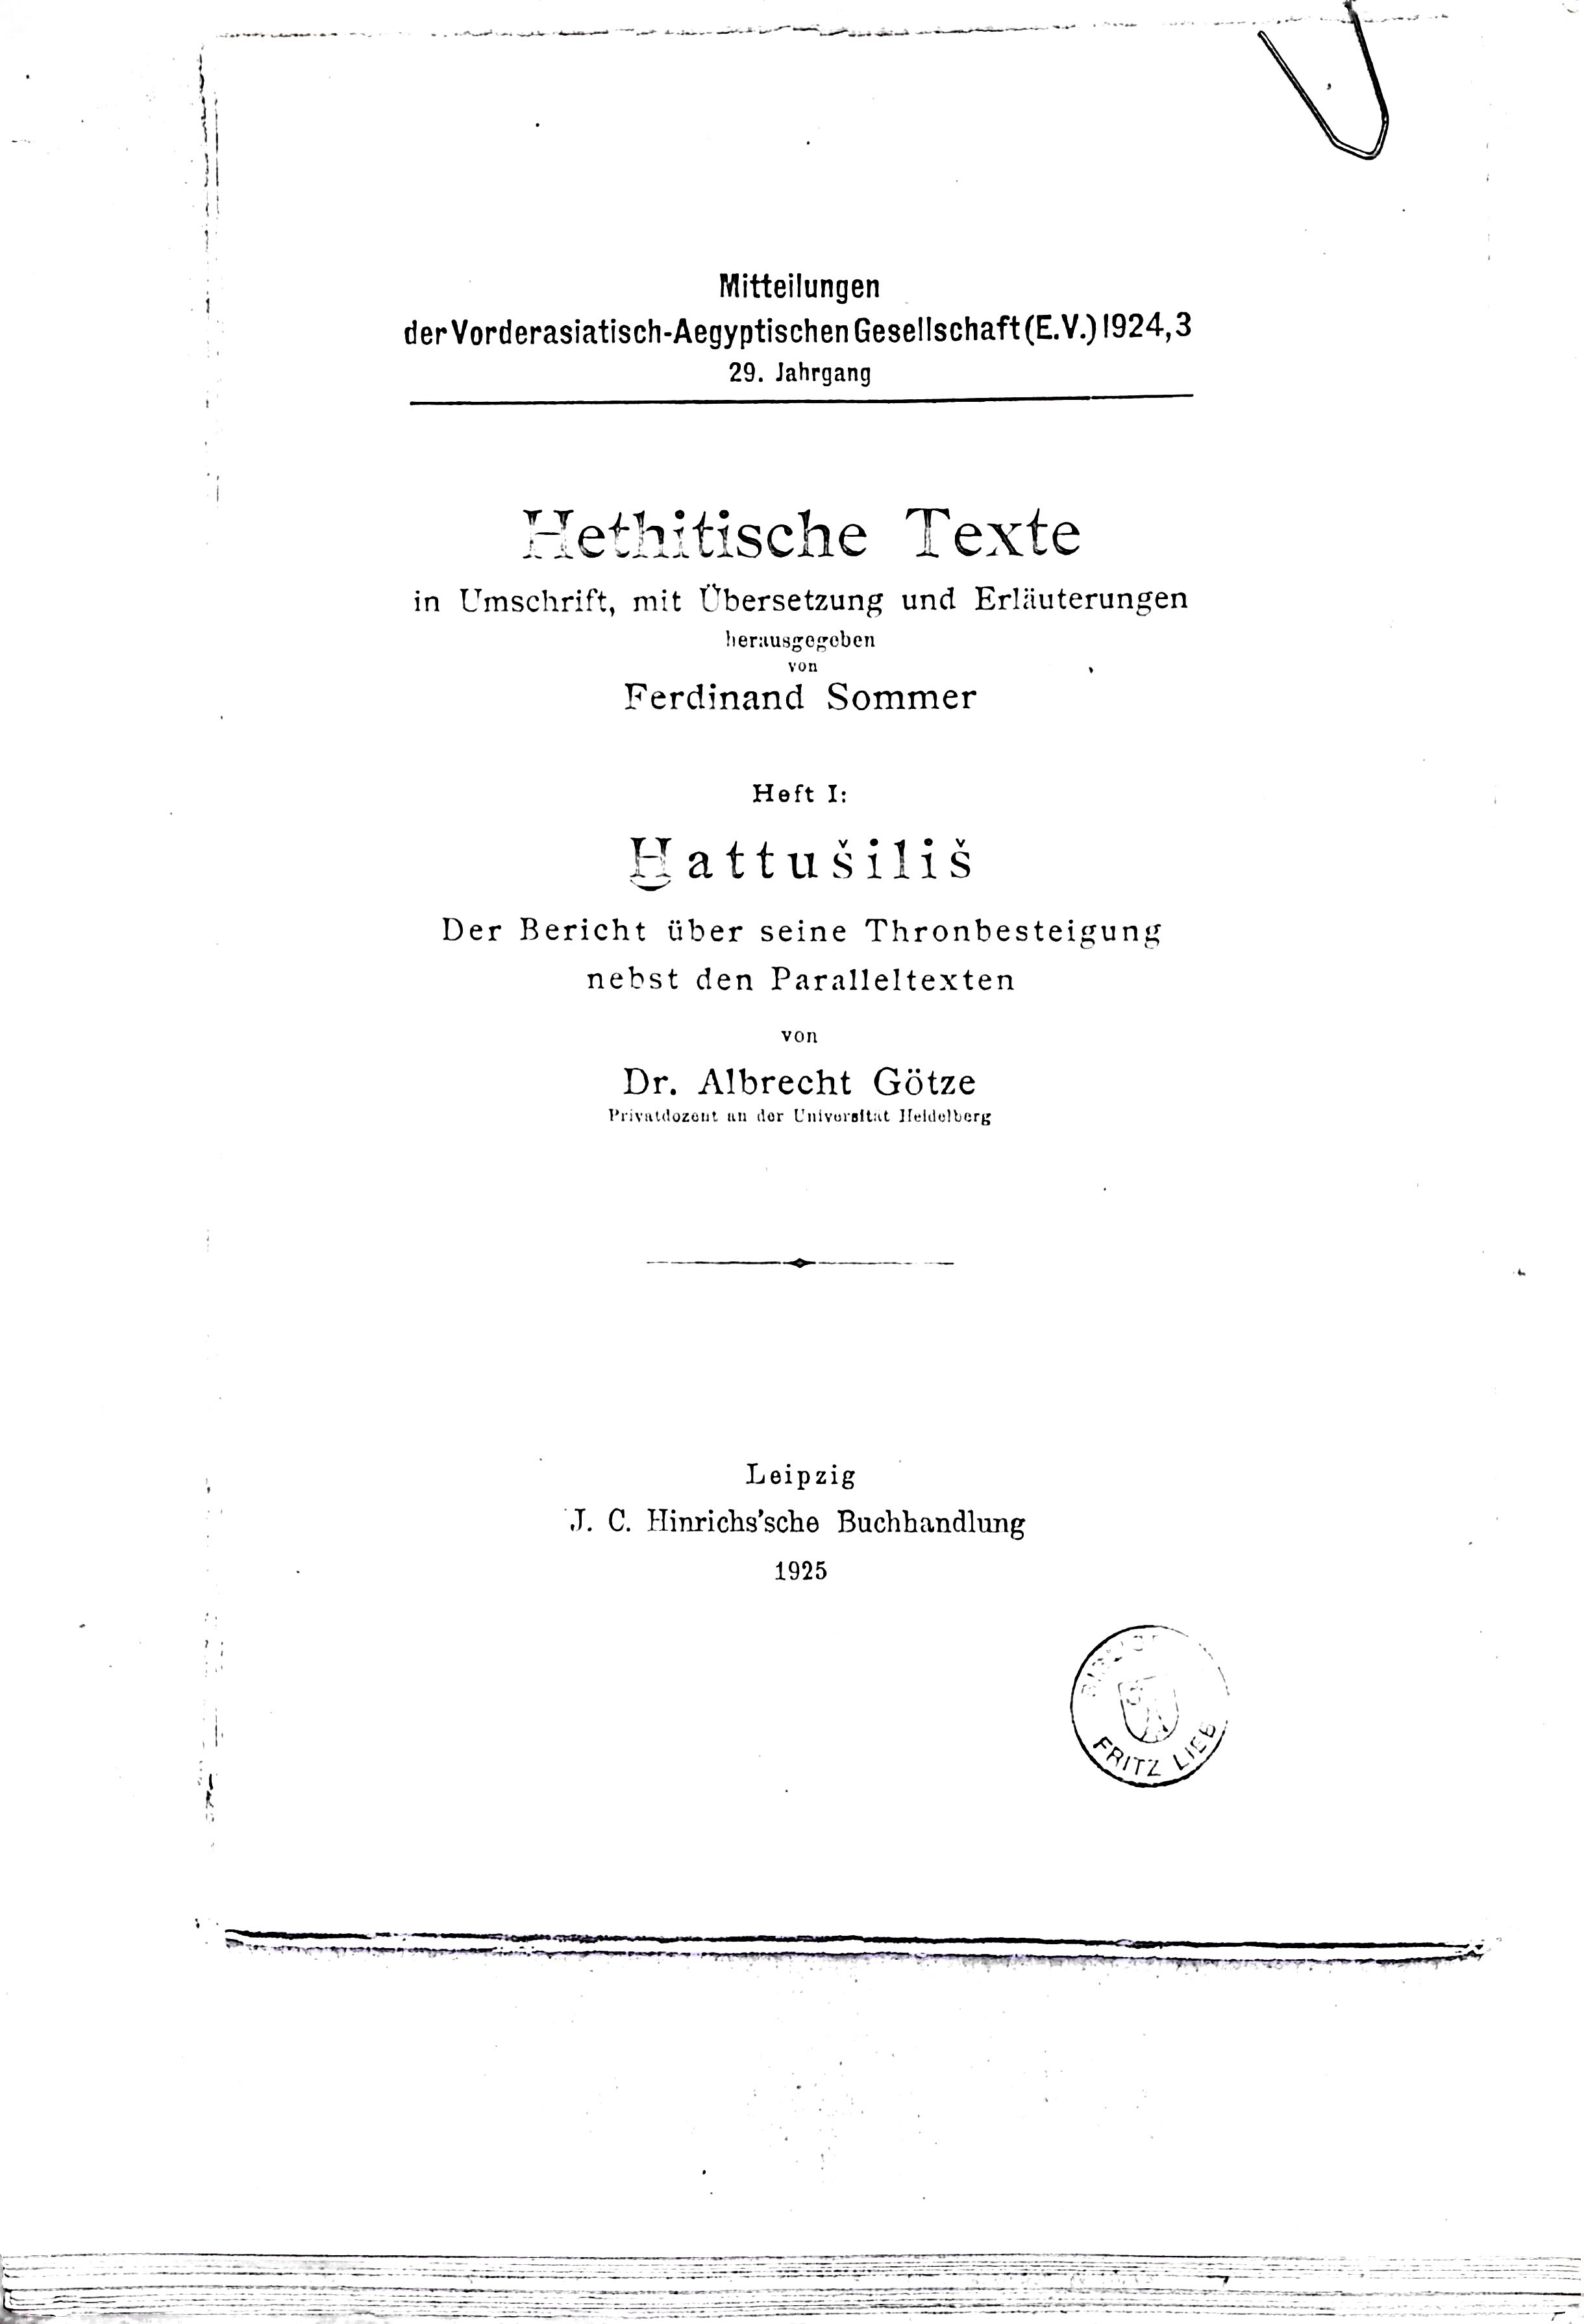 Mitteilungen
der Vorderasiatisch-Aegyptischen Gesellschaft (E.V.) 1924, 3
29. Jahrgang
Hethitische Texte
in Umschrift, mit Übersetzung und Erläuterungen
herausgegeben
von
Ferdinand Sommer
Heft I:
Ḫattušiliš
Der Bericht über seine Thronbesteigung
nebst den Paralleltexten
von
Dr. Albrecht Götze
Privatdozent an der Universität Heidelberg
Leipzig
J. C. Hinrichs'sche Buchhandlung
1925
FRITZ LIEB